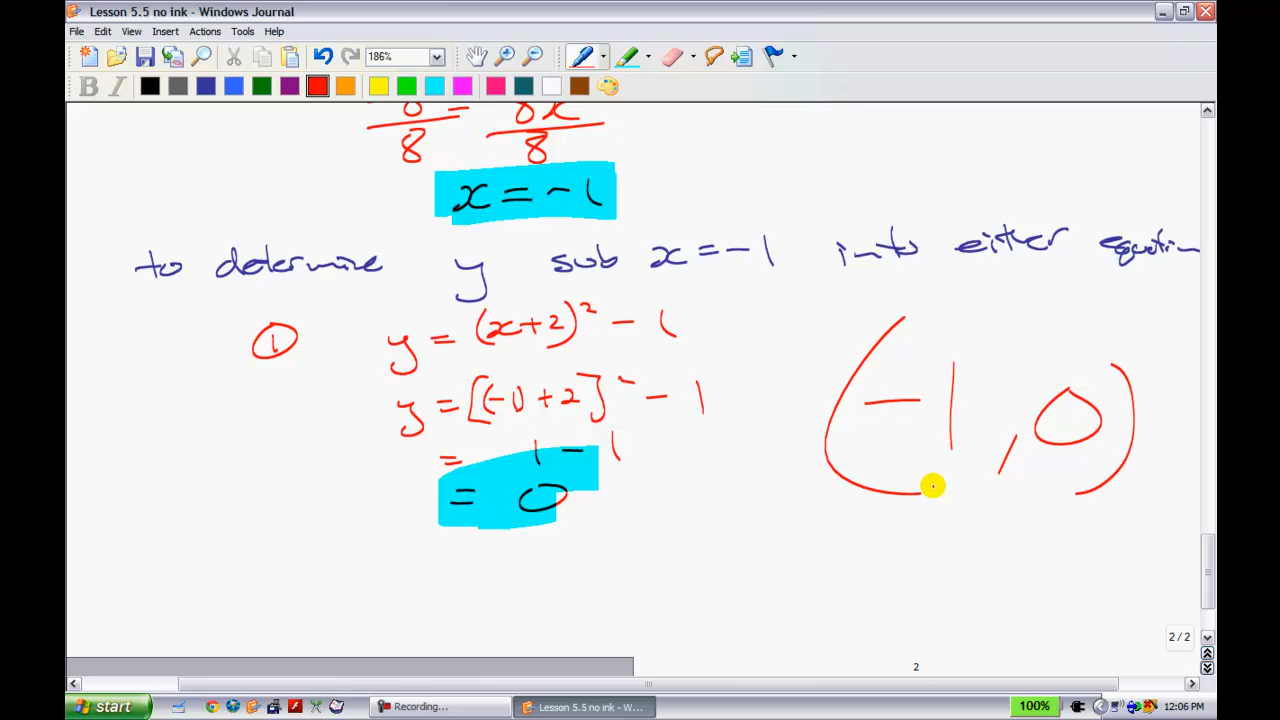 Lesson 5.5 no ink - Windows Journal
File Edit View Insert Actions Tools Help
186%
B I
= 8x
8 8
x = -1
to determine y sub x = -1 into either equation
① y = (x+2)² - 1
y = [(-1)+2]² - 1
= 1 - 1
= 0
(-1, 0)
2/2
2
start Recording... Lesson 5.5 no ink - W... 100% 12:06 PM